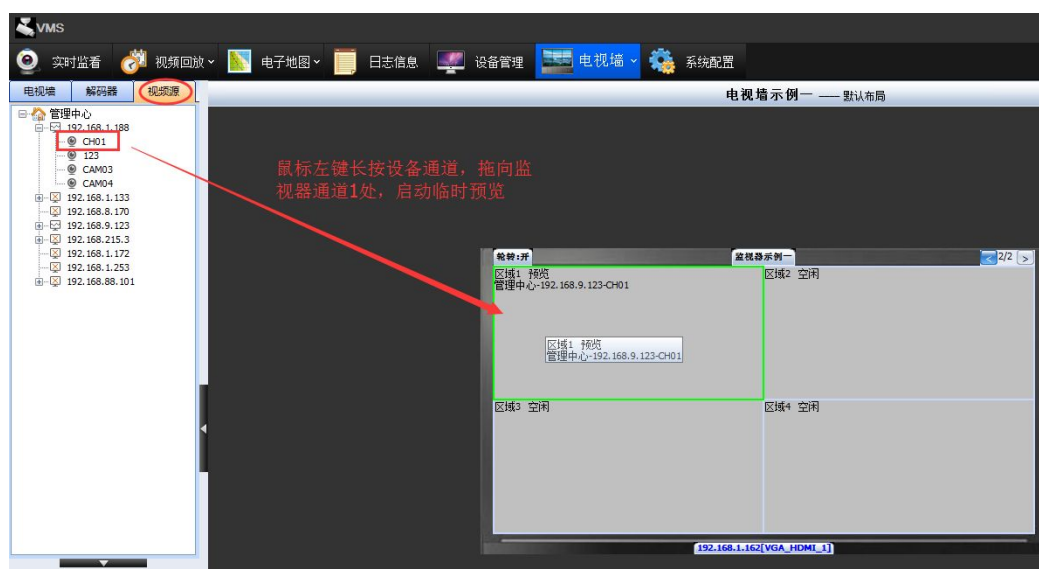 VMS
实时监看 视频回放 电子地图 日志信息 设备管理 电视墙 系统配置
电视墙 解码器 视频源
电视墙示例一 —— 默认布局
管理中心
192.168.1.188
CH01
123
CAM03
CAM04
192.168.1.133
192.168.8.170
192.168.9.123
192.168.215.3
192.168.1.172
192.168.1.253
192.168.88.101
鼠标左键长按设备通道，拖向监
视器通道1处，启动临时预览
轮转:开 监视器示例一 < 2/2 >
区域1 预览
管理中心-192.168.9.123-CH01
区域2 空闲
区域1 预览
管理中心-192.168.9.123-CH01
区域3 空闲
区域4 空闲
192.168.1.162[VGA_HDMI_1]